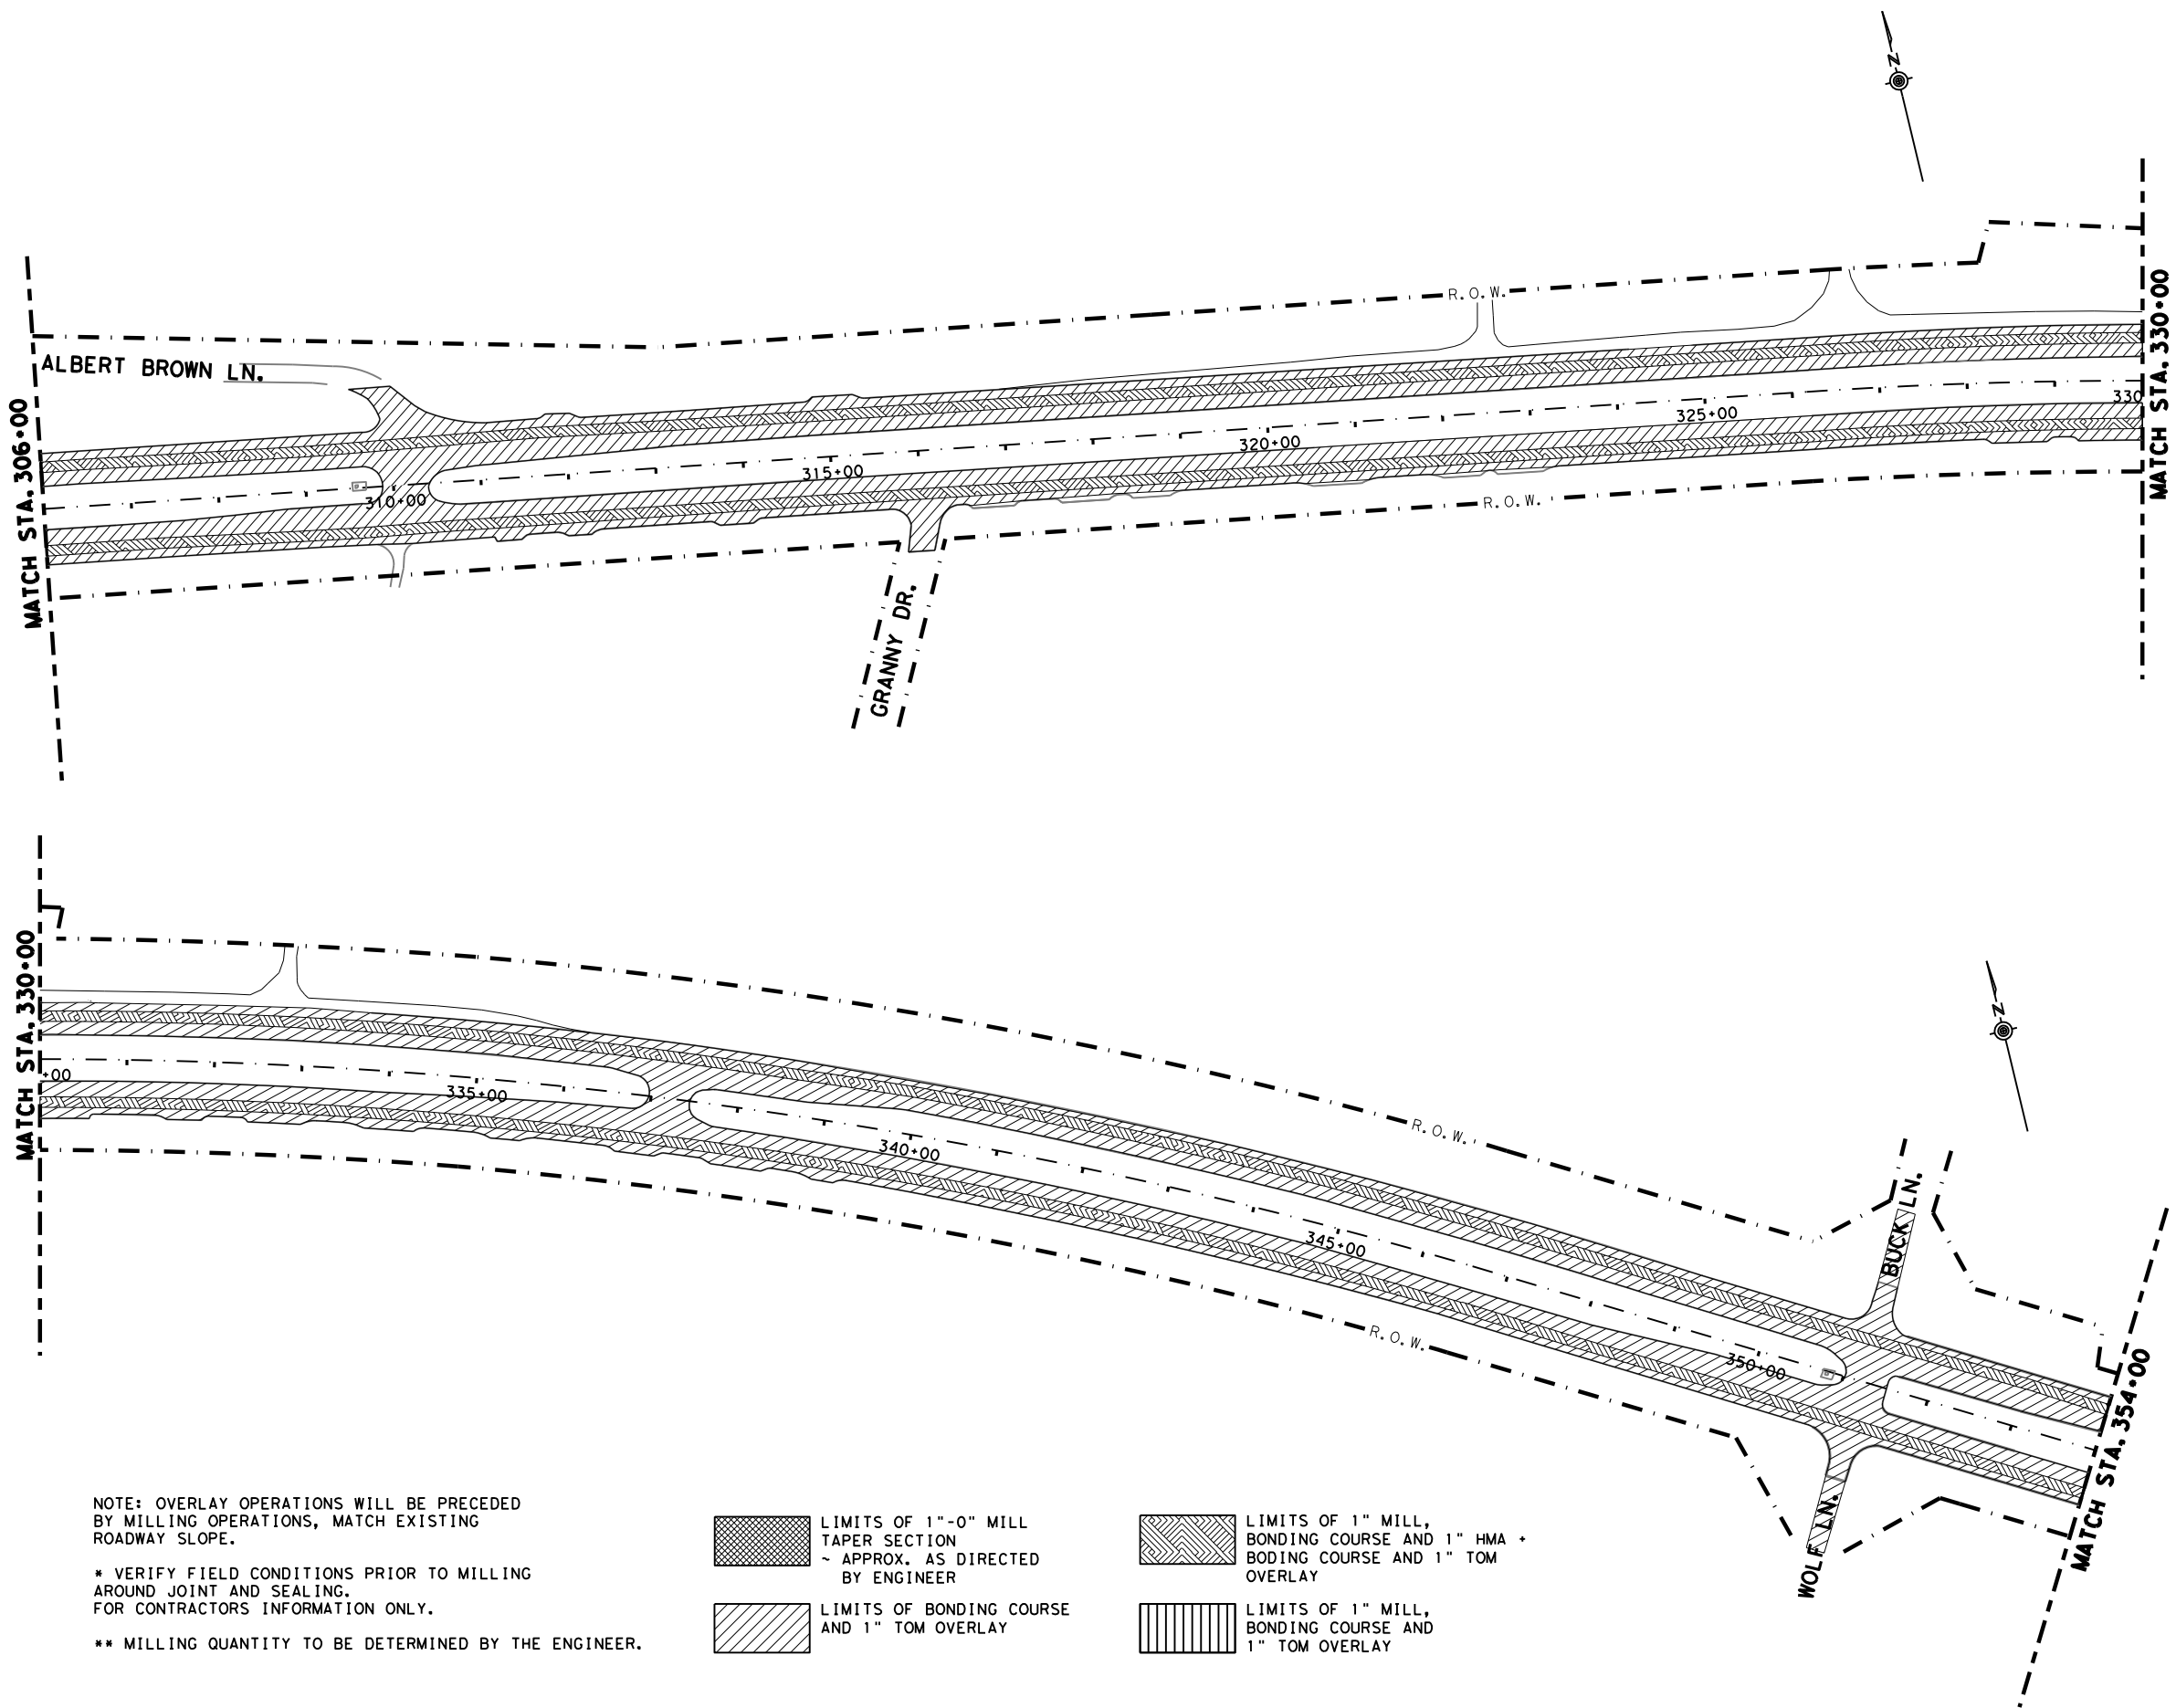 N
R.O.W.
MATCH STA. 330+00
ALBERT BROWN LN.
330
325+00
320+00
315+00
310+00
MATCH STA. 306+00
R.O.W.
GRANNY DR.
MATCH STA. 330+00
N
+00
335+00
340+00
R.O.W.
BUCK LN.
345+00
R.O.W.
350+00
MATCH STA. 354+00
WOLF LN.
NOTE: OVERLAY OPERATIONS WILL BE PRECEDED
BY MILLING OPERATIONS, MATCH EXISTING
ROADWAY SLOPE.
* VERIFY FIELD CONDITIONS PRIOR TO MILLING
AROUND JOINT AND SEALING.
FOR CONTRACTORS INFORMATION ONLY.
** MILLING QUANTITY TO BE DETERMINED BY THE ENGINEER.
LIMITS OF 1"-0" MILL
TAPER SECTION
~ APPROX. AS DIRECTED
BY ENGINEER
LIMITS OF BONDING COURSE
AND 1" TOM OVERLAY
LIMITS OF 1" MILL,
BONDING COURSE AND 1" HMA +
BODING COURSE AND 1" TOM
OVERLAY
LIMITS OF 1" MILL,
BONDING COURSE AND
1" TOM OVERLAY